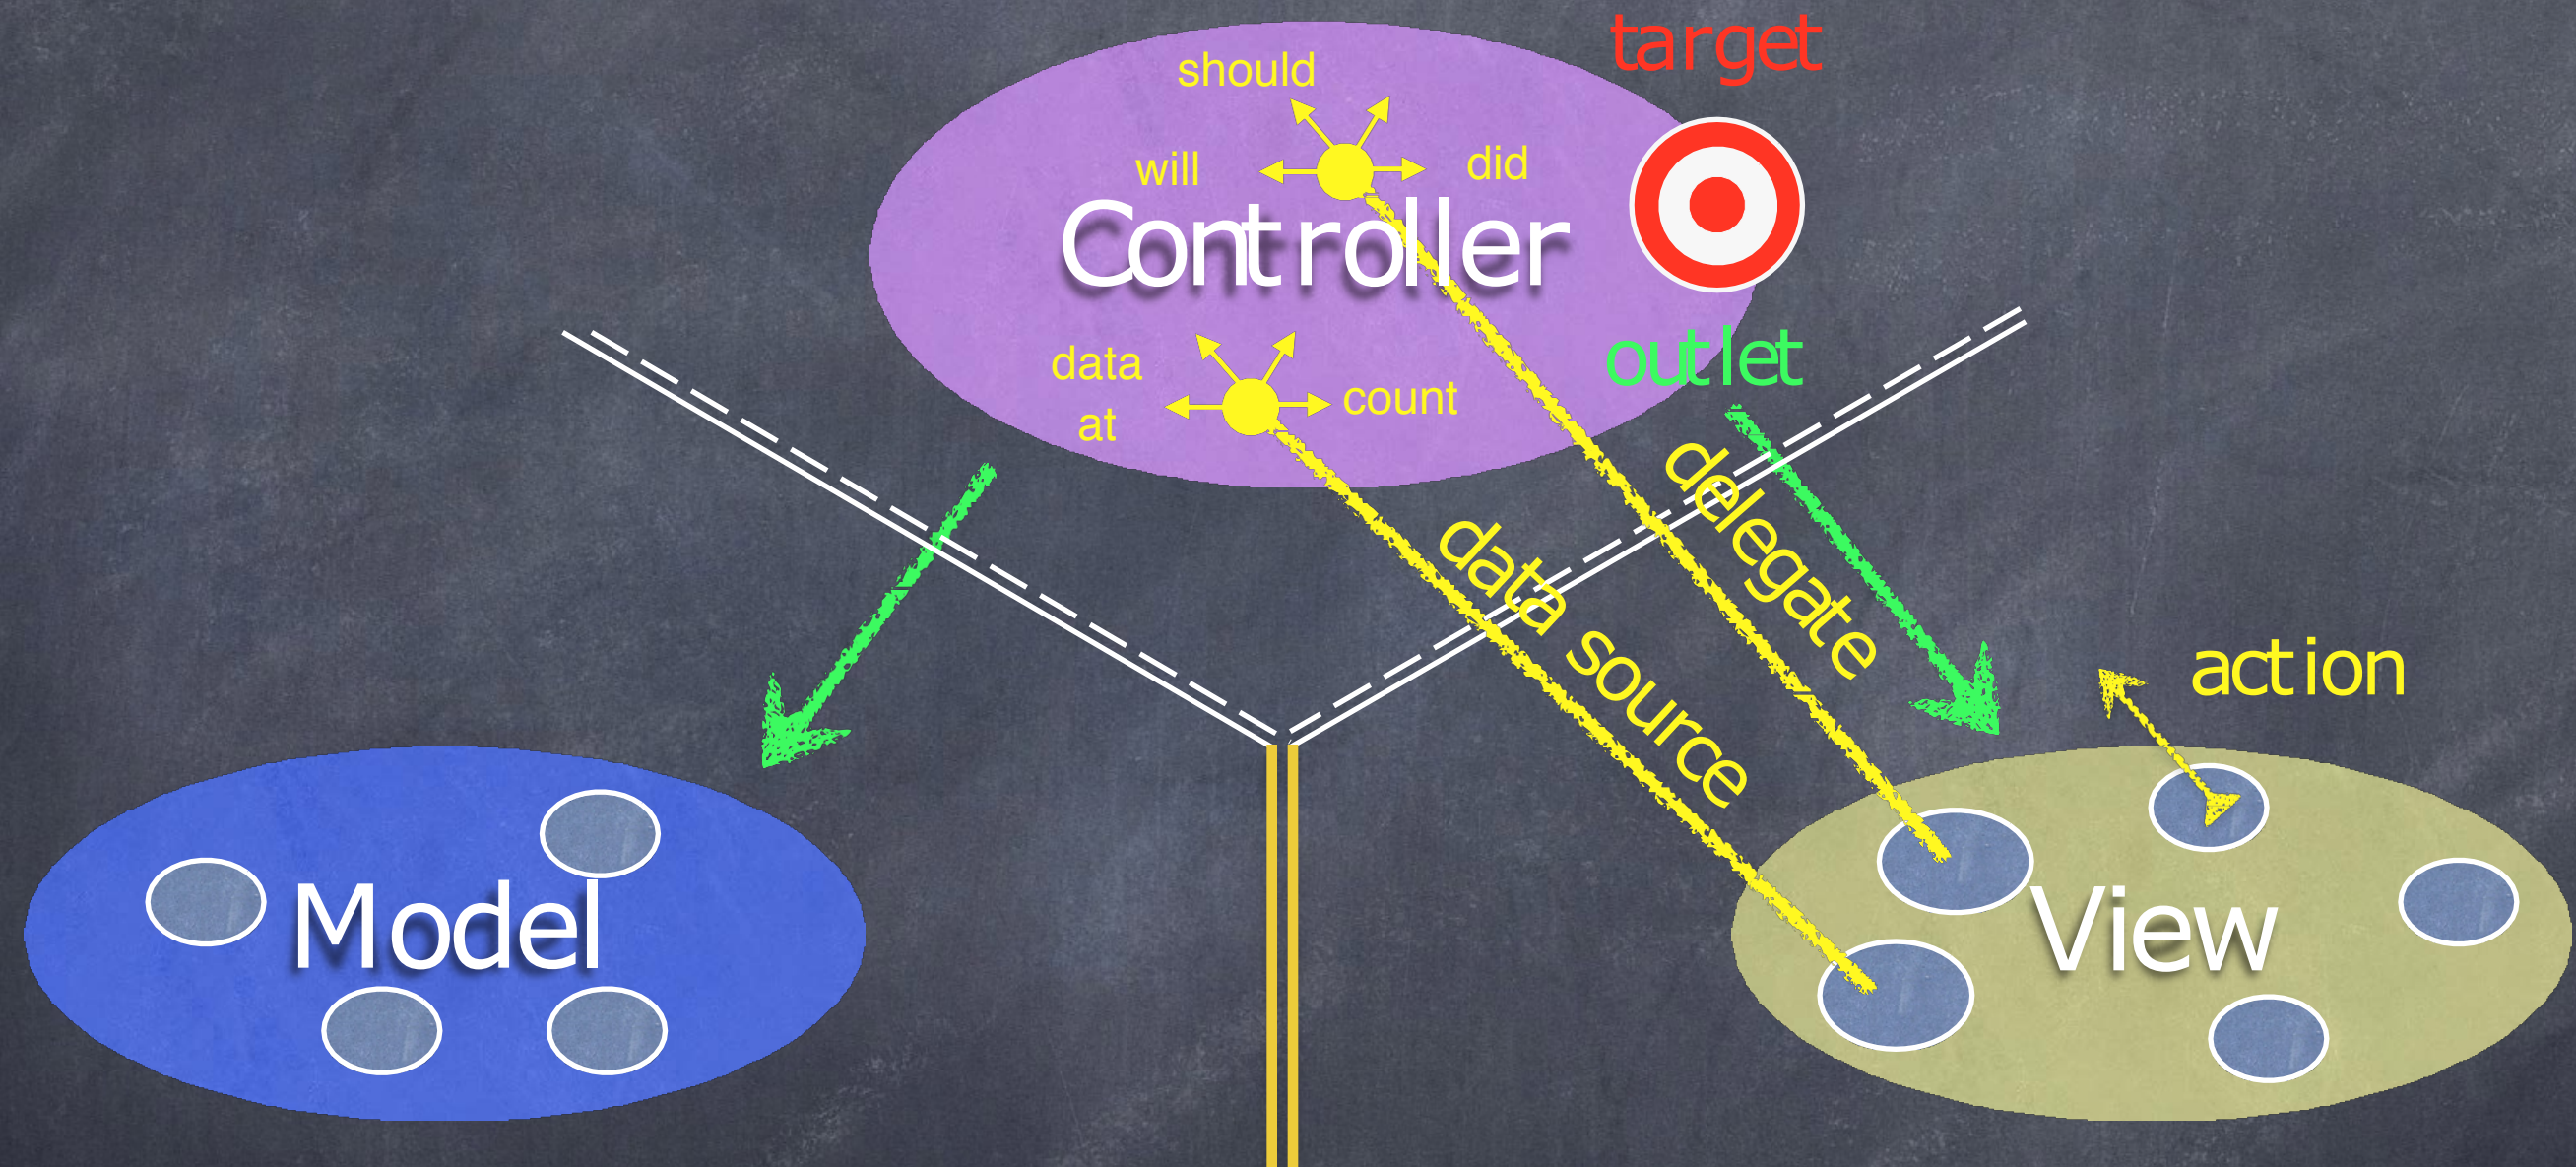 target
should
will
did
Controller
data
at
count
outlet
delegate
data source
action
Model
View